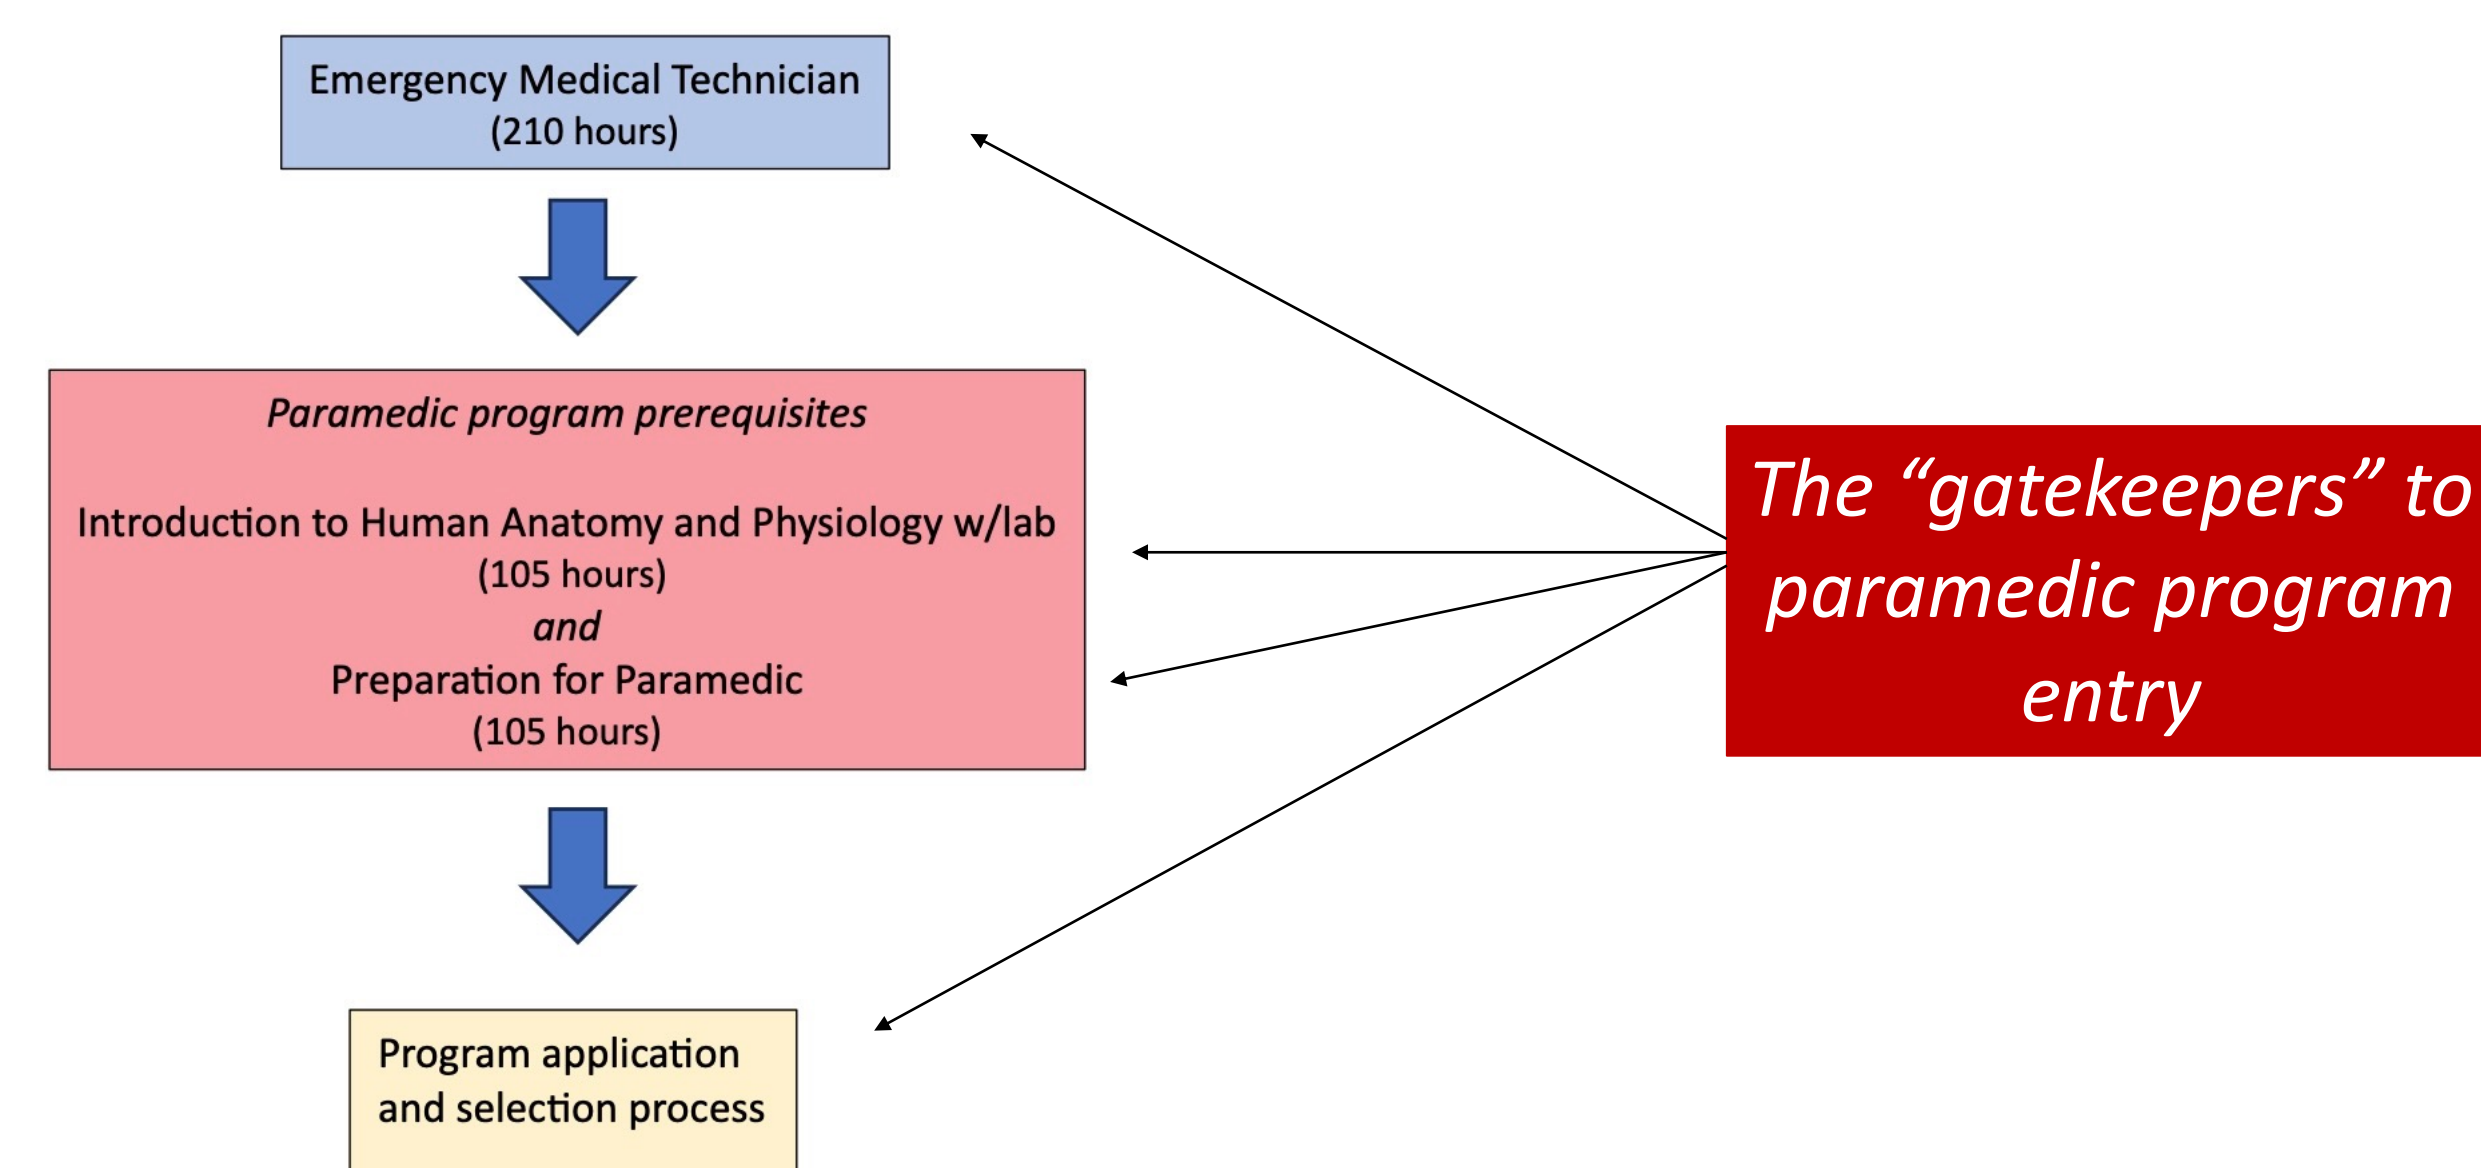 Emergency Medical Technician
(210 hours)
Paramedic program prerequisites
Introduction to Human Anatomy and Physiology w/lab
(105 hours)
and
Preparation for Paramedic
(105 hours)
Program application
and selection process
The “gatekeepers” to
paramedic program
entry